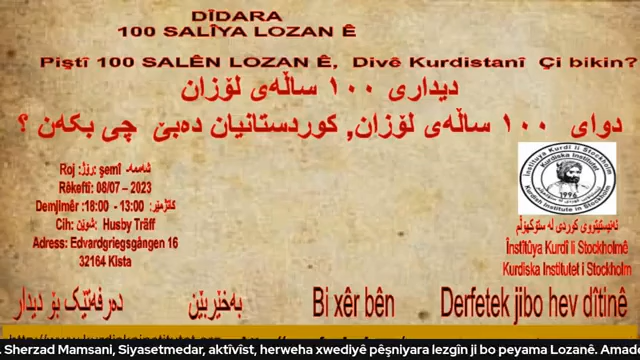 DÎDARA
100 SALÎYA LOZAN Ê
Piştî 100 SALÊN LOZAN Ê, Divê Kurdistanî Çi bikin?
دیداری ١٠٠ ساڵەی لۆزان
دوای ١٠٠ ساڵەی لۆزان, کوردستانیان دەبێ چی بکەن ؟
Roj :رۆژ: şemî -شەممە
Rêkeftî: 08/07 – 2023
Demjimêr :18:00 - 13:00 :کاتژمێر
Cih: شوێن: Husby Träff
Adress: Edvardgriegsgången 16
32164 Kista
Înstîtûya Kurdî li Stockholm
Kurdiska Institutet
1996
Kurdish Institute in Stockholm
ئەنیستیتووی کوردی لە ستۆکهۆڵم
Înstîtûya Kurdî li Stockholmê
Kurdiska Institutet i Stockholm
دەرفەتێک بۆ دیدار بەخێربێن Bi xêr bên Derfetek jibo hev dîtinê
. Sherzad Mamsani, Siyasetmedar, aktîvîst, herweha xwediyê pêşniyara lezgîn ji bo peyama Lozanê. Amad